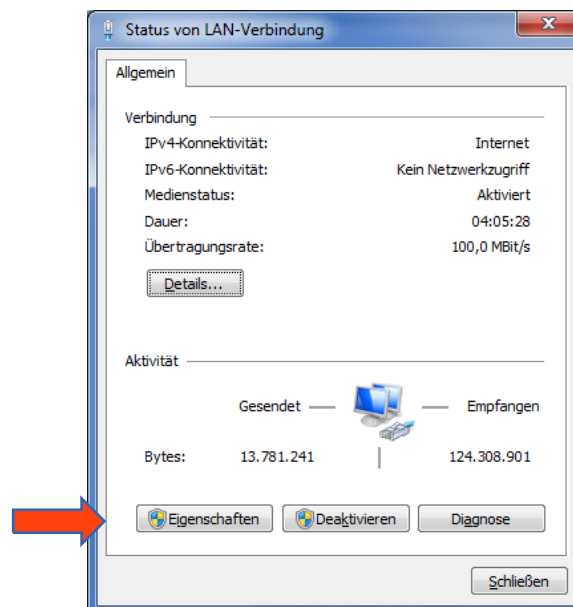 Status von LAN-Verbindung
Allgemein
Verbindung
IPv4-Konnektivität: Internet
IPv6-Konnektivität: Kein Netzwerkzugriff
Medienstatus: Aktiviert
Dauer: 04:05:28
Übertragungsrate: 100,0 MBit/s
Details...
Aktivität
Gesendet Empfangen
Bytes: 13.781.241 124.308.901
Eigenschaften Deaktivieren Diagnose
Schließen